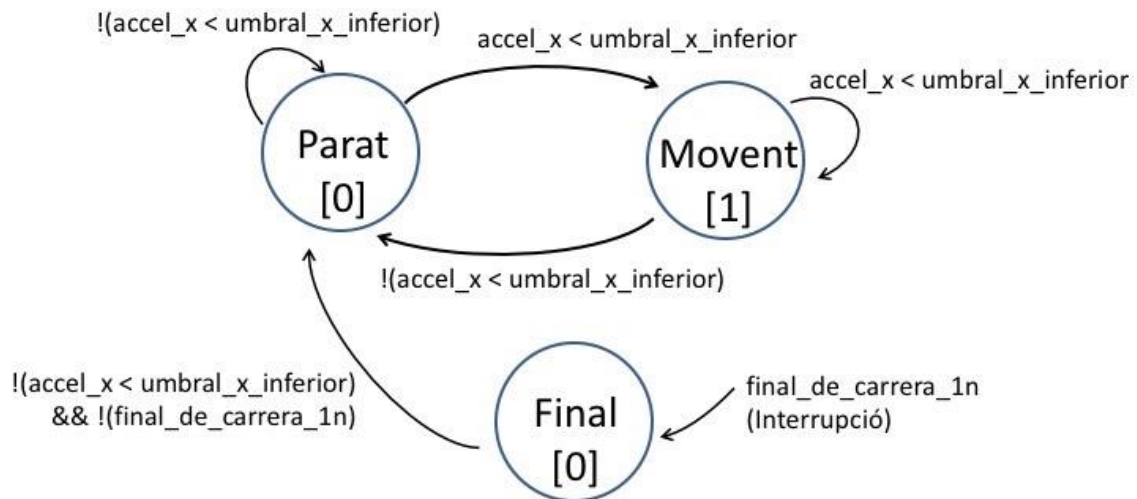 !(accel_x < umbral_x_inferior)
accel_x < umbral_x_inferior
accel_x < umbral_x_inferior
Parat
[0]
Movent
[1]
!(accel_x < umbral_x_inferior)
!(accel_x < umbral_x_inferior)
&& !(final_de_carrera_1n)
Final
[0]
final_de_carrera_1n
(Interrupció)